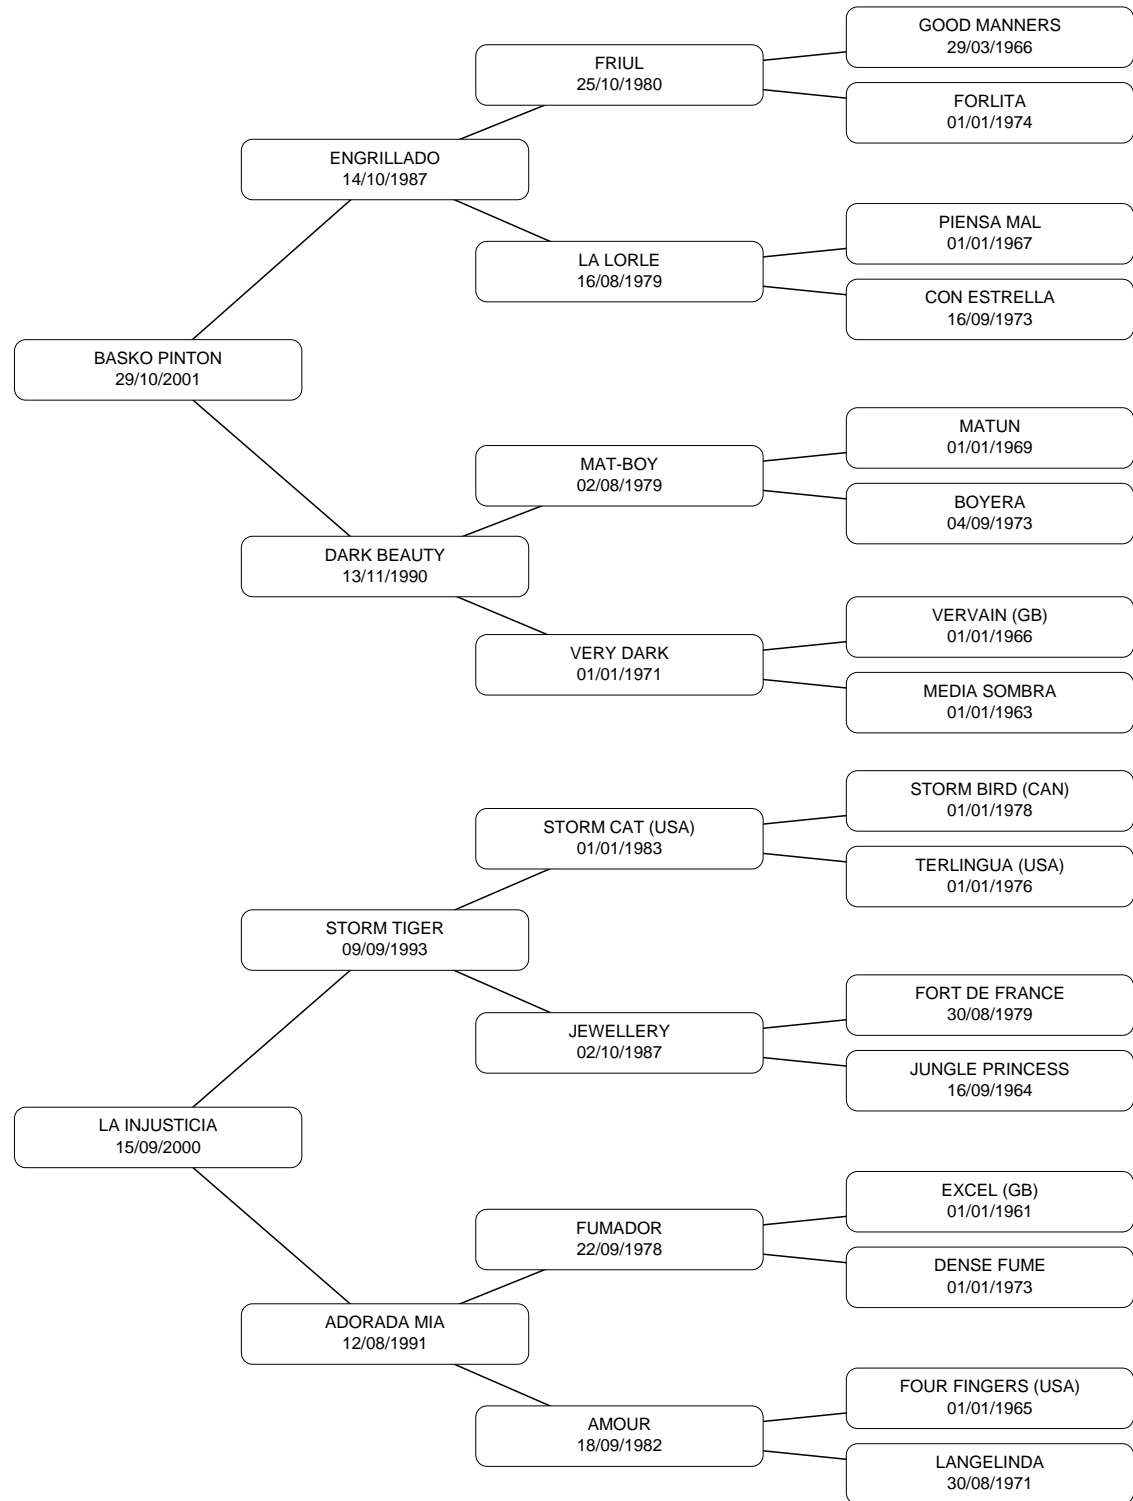 GOOD MANNERS
29/03/1966
FRIUL
25/10/1980
FORLITA
01/01/1974
ENGRILLADO
14/10/1987
PIENSA MAL
01/01/1967
LA LORLE
16/08/1979
CON ESTRELLA
16/09/1973
BASKO PINTON
29/10/2001
MATUN
01/01/1969
MAT-BOY
02/08/1979
BOYERA
04/09/1973
DARK BEAUTY
13/11/1990
VERVAIN (GB)
01/01/1966
VERY DARK
01/01/1971
MEDIA SOMBRA
01/01/1963
STORM BIRD (CAN)
01/01/1978
STORM CAT (USA)
01/01/1983
TERLINGUA (USA)
01/01/1976
STORM TIGER
09/09/1993
FORT DE FRANCE
30/08/1979
JEWELLERY
02/10/1987
JUNGLE PRINCESS
16/09/1964
LA INJUSTICIA
15/09/2000
EXCEL (GB)
01/01/1961
FUMADOR
22/09/1978
DENSE FUME
01/01/1973
ADORADA MIA
12/08/1991
FOUR FINGERS (USA)
01/01/1965
AMOUR
18/09/1982
LANGELINDA
30/08/1971